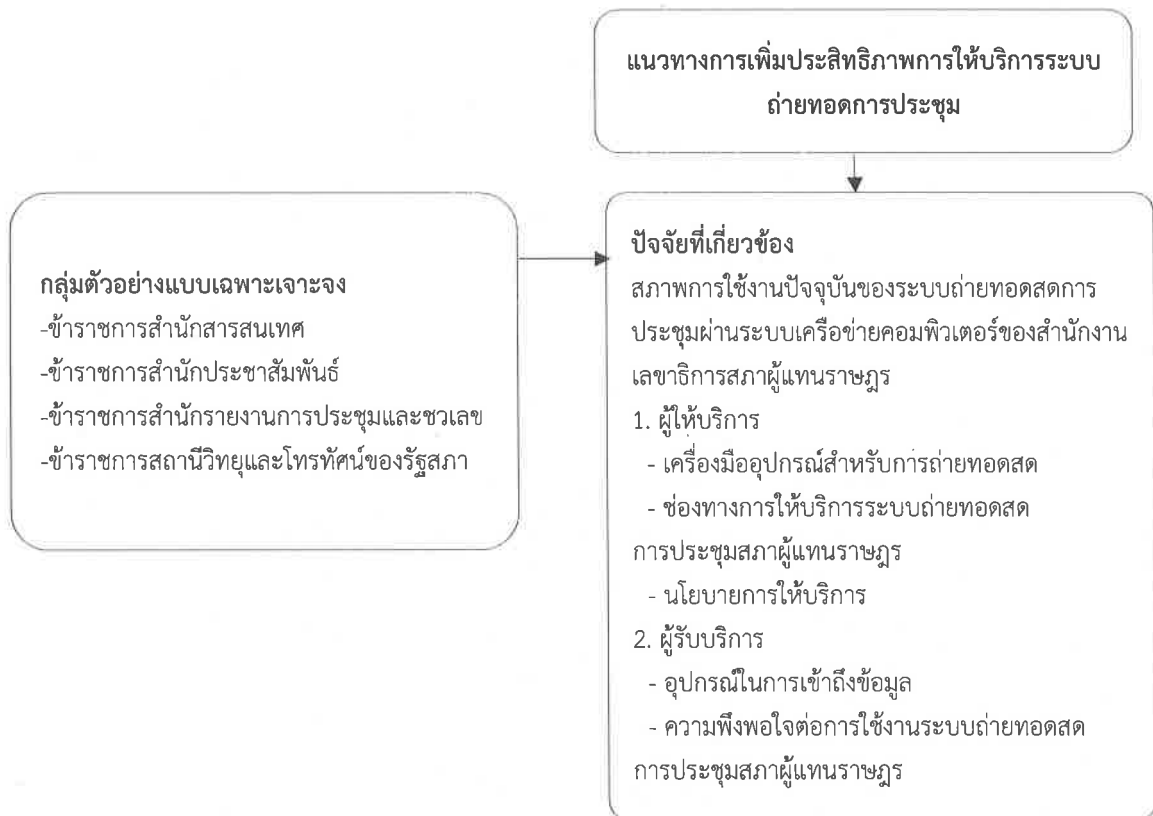 แนวทางการเพิ่มประสิทธิภาพการให้บริการระบบ
ถ่ายทอดการประชุม
กลุ่มตัวอย่างแบบเฉพาะเจาะจง
-ข้าราชการสำนักสารสนเทศ
-ข้าราชการสำนักประชาสัมพันธ์
-ข้าราชการสำนักรายงานการประชุมและชวเลข
-ข้าราชการสถานีวิทยุและโทรทัศน์ของรัฐสภา
ปัจจัยที่เกี่ยวข้อง
สภาพการใช้งานปัจจุบันของระบบถ่ายทอดสดการ
ประชุมผ่านระบบเครือข่ายคอมพิวเตอร์ของสำนักงาน
เลขาธิการสภาผู้แทนราษฎร
1. ผู้ให้บริการ
- เครื่องมืออุปกรณ์สำหรับการถ่ายทอดสด
- ช่องทางการให้บริการระบบถ่ายทอดสด
การประชุมสภาผู้แทนราษฎร
- นโยบายการให้บริการ
2. ผู้รับบริการ
- อุปกรณ์ในการเข้าถึงข้อมูล
- ความพึงพอใจต่อการใช้งานระบบถ่ายทอดสด
การประชุมสภาผู้แทนราษฎร